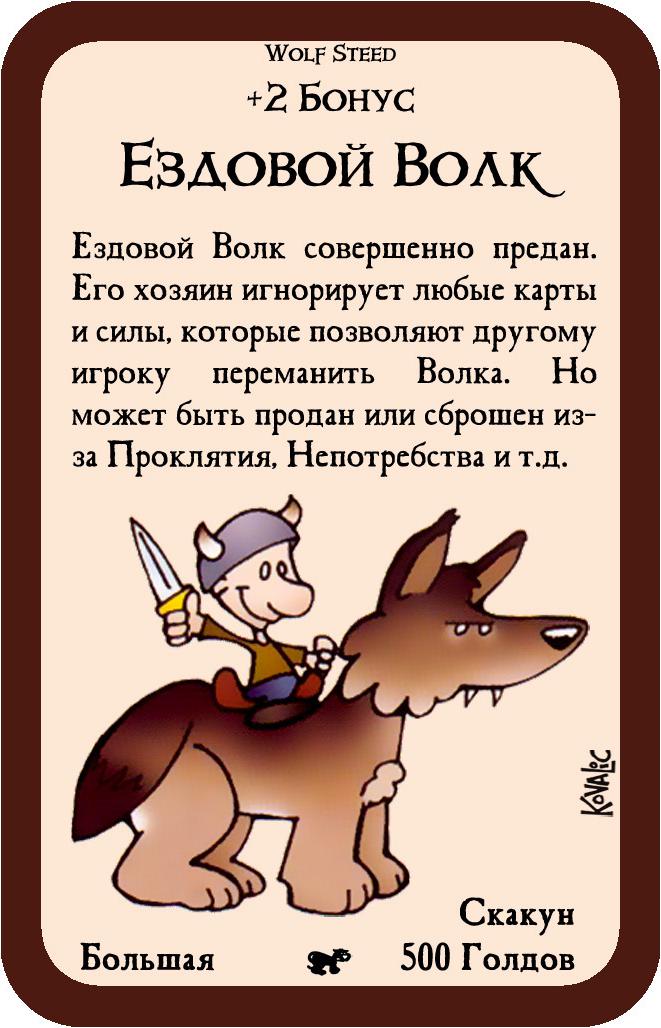 Wolf Steed
+2 Бонус
Ездовой Волк
Ездовой Волк совершенно предан.
Его хозяин игнорирует любые карты
и силы, которые позволяют другому
игроку переманить Волка. Но
может быть продан или сброшен из-
за Проклятия, Непотребства и т.д.
Kovalic
Скакун
Большая 500 Голдов